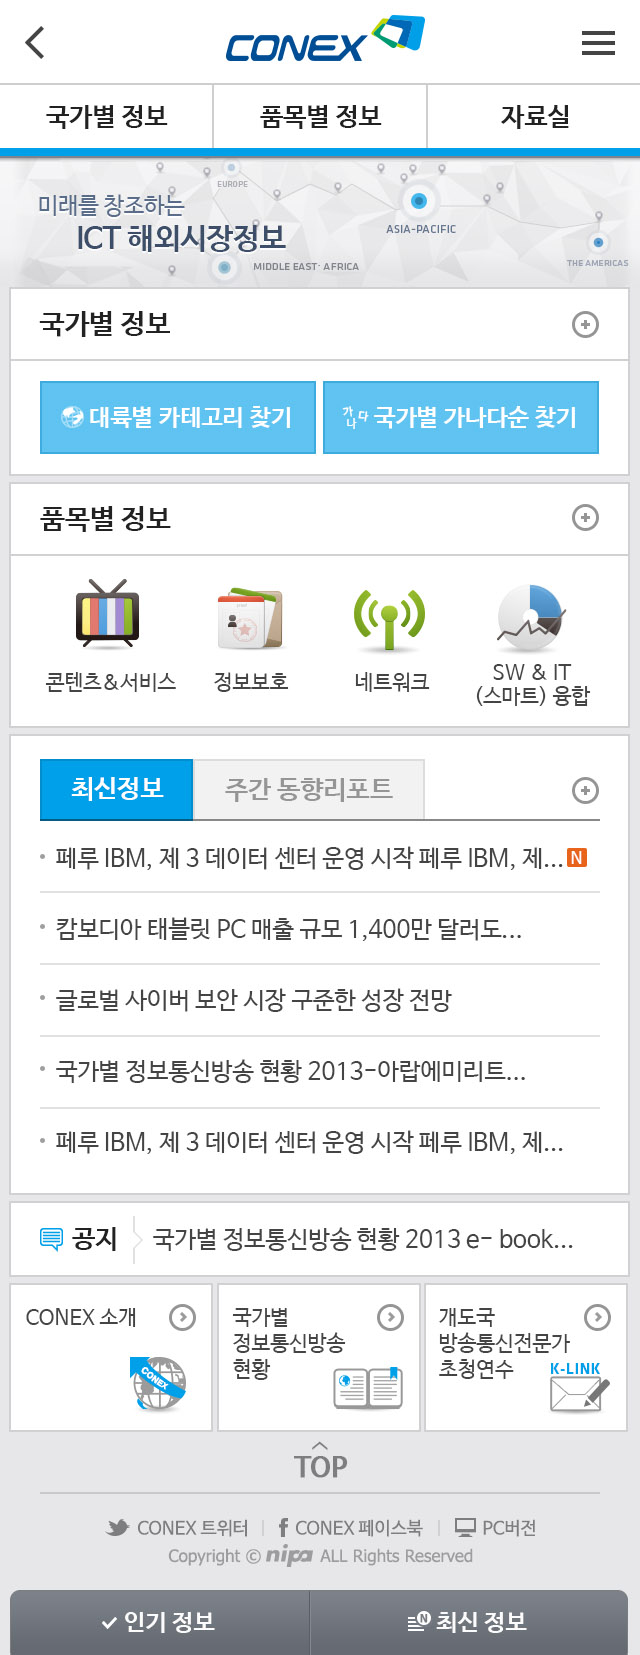 CONEX
국가별 정보
품목별 정보
자료실
미래를 창조하는
ICT 해외시장정보
EUROPE
ASIA-PACIFIC
MIDDLE EAST· AFRICA
THE AMERICAS
국가별 정보
대륙별 카테고리 찾기
가나다 국가별 가나다순 찾기
품목별 정보
콘텐츠&서비스
정보보호
네트워크
SW & IT
(스마트) 융합
최신정보
주간 동향리포트
페루 IBM, 제 3 데이터 센터 운영 시작 페루 IBM, 제... N
캄보디아 태블릿 PC 매출 규모 1,400만 달러도...
글로벌 사이버 보안 시장 구준한 성장 전망
국가별 정보통신방송 현황 2013-아랍에미리트...
페루 IBM, 제 3 데이터 센터 운영 시작 페루 IBM, 제...
공지
국가별 정보통신방송 현황 2013 e- book...
CONEX 소개
CONEX
국가별
정보통신방송
현황
개도국
방송통신전문가
초청연수
K-LINK
TOP
CONEX 트위터
CONEX 페이스북
PC버전
Copyright © nipa ALL Rights Reserved
인기 정보
N 최신 정보